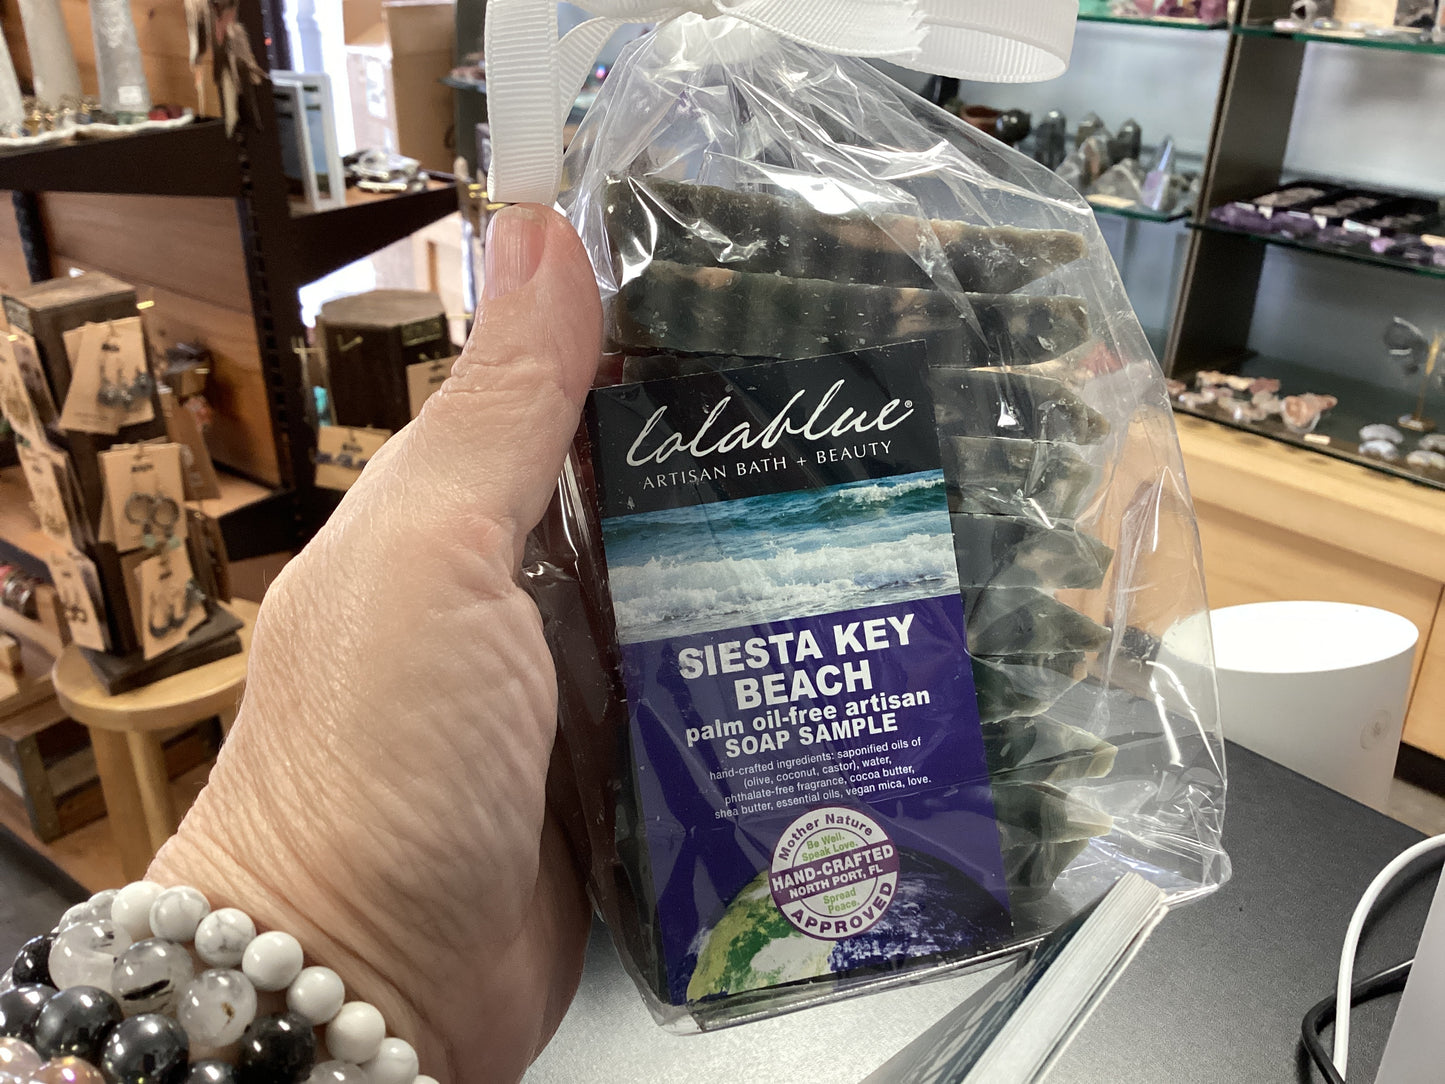 lolablue®
ARTISAN BATH + BEAUTY
SIESTA KEY
BEACH
palm oil-free artisan
SOAP SAMPLE
hand-crafted ingredients: saponified oils of
(olive, coconut, castor), water,
phthalate-free fragrance, cocoa butter,
shea butter, essential oils, vegan mica, love.
Mother Nature
Be Well.
Speak Love.
HAND-CRAFTED
NORTH PORT, FL
Spread
Peace.
APPROVED